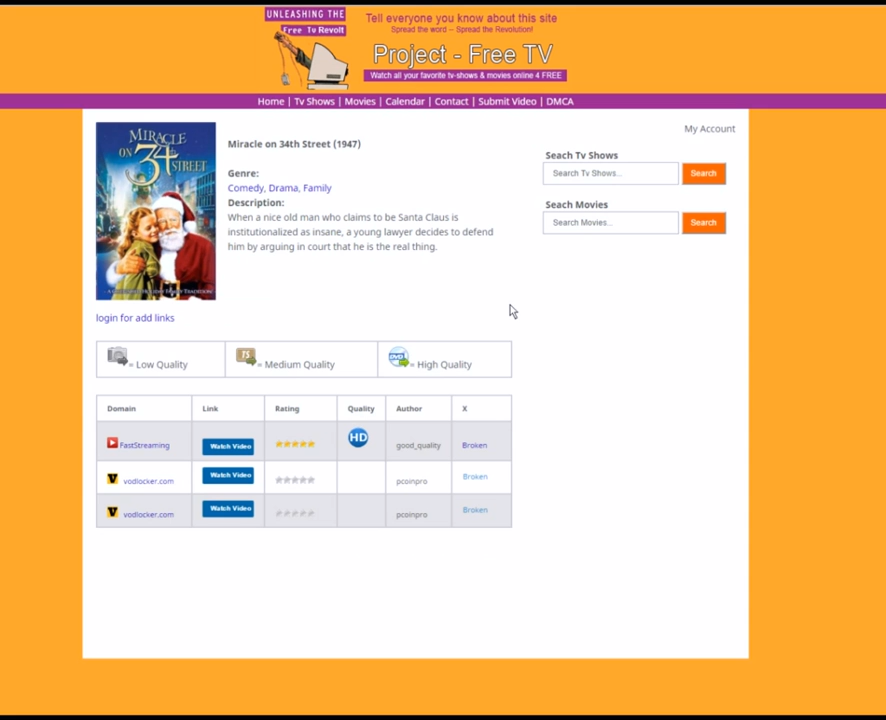 UNLEASHING THE
Free Tv Revolt
Tell everyone you know about this site
Spread the word -- Spread the Revolution!
Project - Free TV
Watch all your favorite tv-shows & movies online 4 FREE
Home | Tv Shows | Movies | Calendar | Contact | Submit Video | DMCA
My Account
MIRACLE
ON 34th STREET
Miracle on 34th Street (1947)
Genre:
Comedy, Drama, Family
Description:
When a nice old man who claims to be Santa Claus is
institutionalized as insane, a young lawyer decides to defend
him by arguing in court that he is the real thing.
Seach Tv Shows
Search Tv Shows... Search
Seach Movies
Search Movies... Search
login for add links
= Low Quality TS = Medium Quality DVD = High Quality
Domain Link Rating Quality Author X
FastStreaming Watch Video HD good_quality Broken
V vodlocker.com Watch Video pcoinpro Broken
V vodlocker.com Watch Video pcoinpro Broken